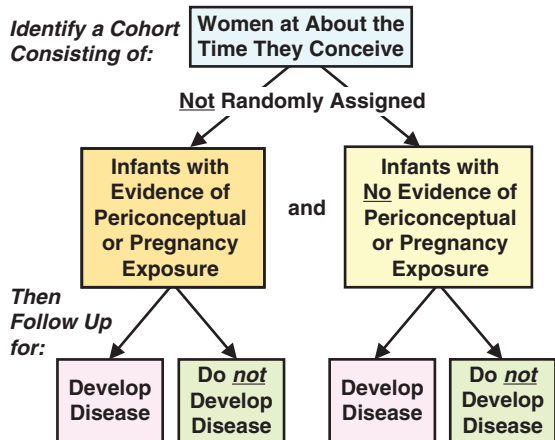 Identify a Cohort
Consisting of:
Women at About the
Time They Conceive
Not Randomly Assigned
Infants with
Evidence of
Periconceptual
or Pregnancy
Exposure
and
Infants with
No Evidence of
Periconceptual
or Pregnancy
Exposure
Then
Follow Up
for:
Develop
Disease
Do not
Develop
Disease
Develop
Disease
Do not
Develop
Disease